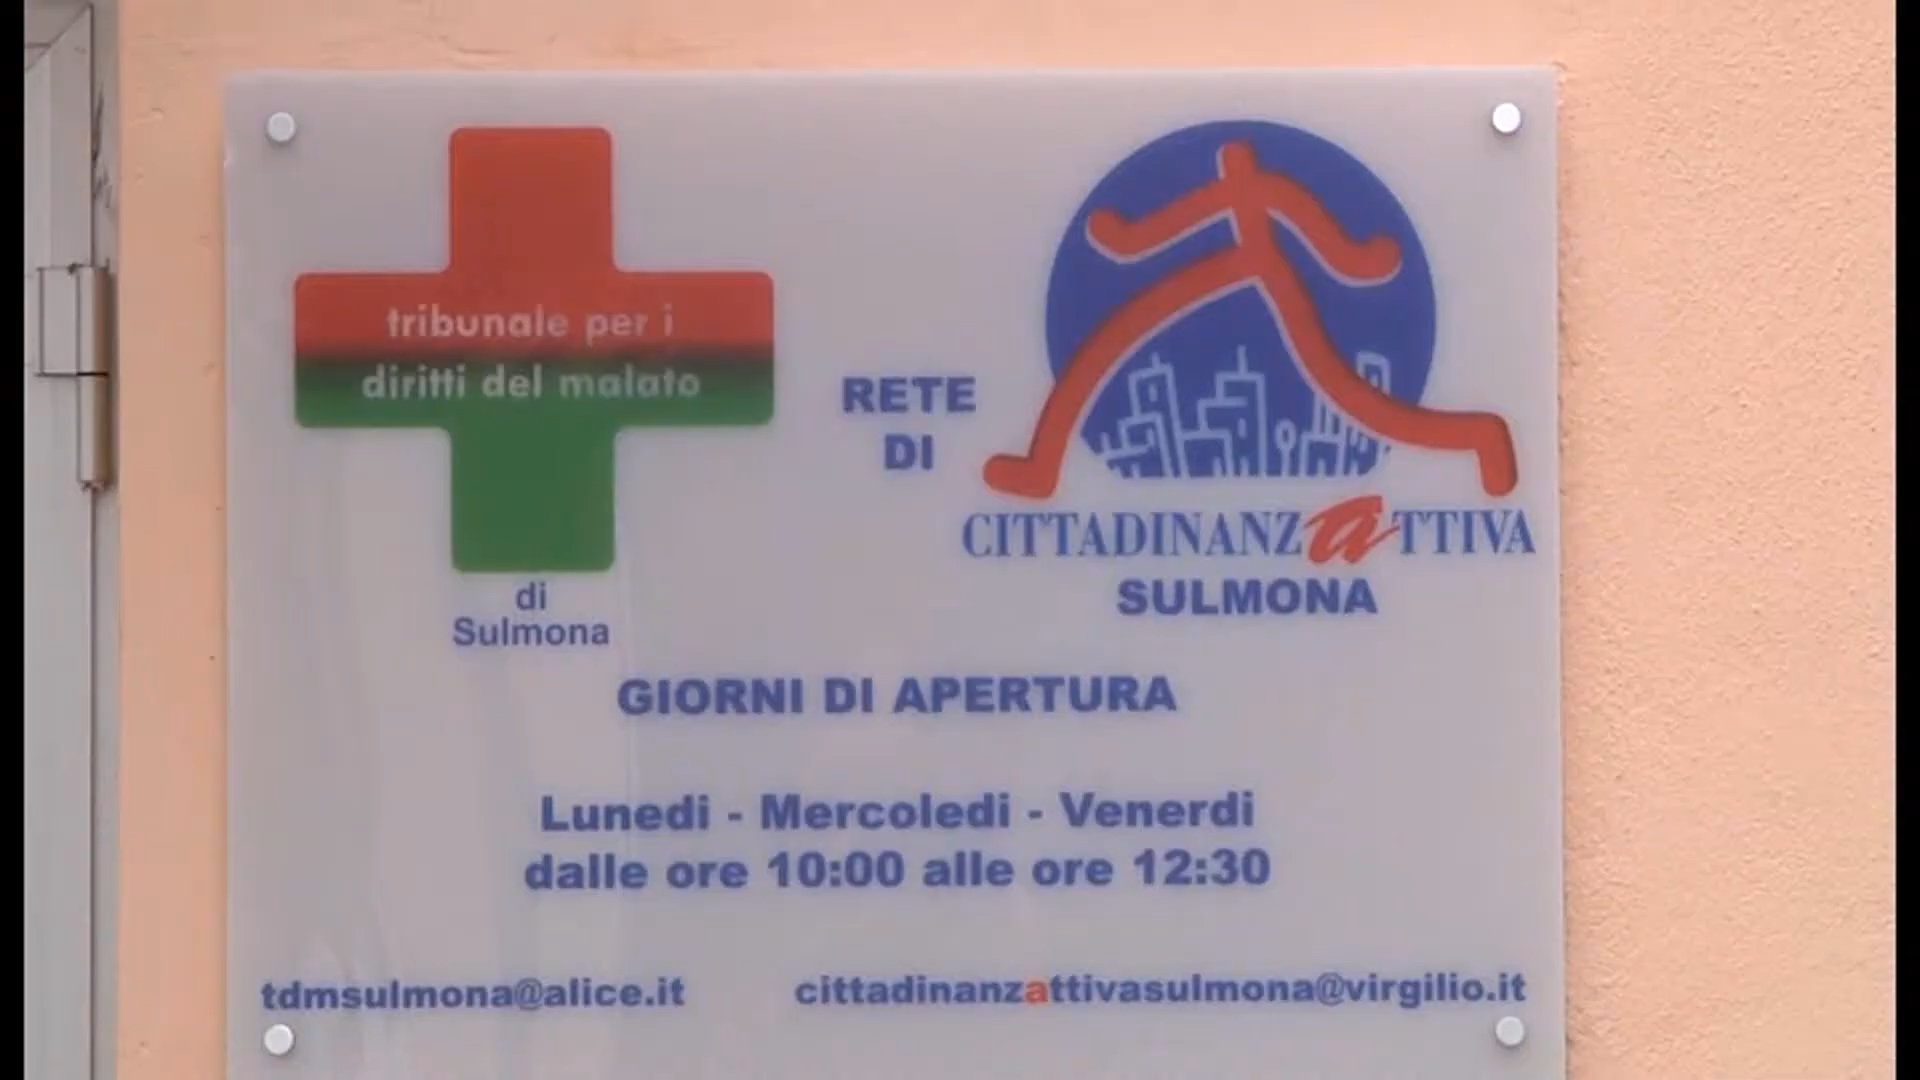 tribunale per i
diritti del malato
di
Sulmona
RETE
DI
CITTADINANZaTTIVA
SULMONA
GIORNI DI APERTURA
Lunedi - Mercoledi - Venerdi
dalle ore 10:00 alle ore 12:30
tdmsulmona@alice.it
cittadinanzattivasulmona@virgilio.it